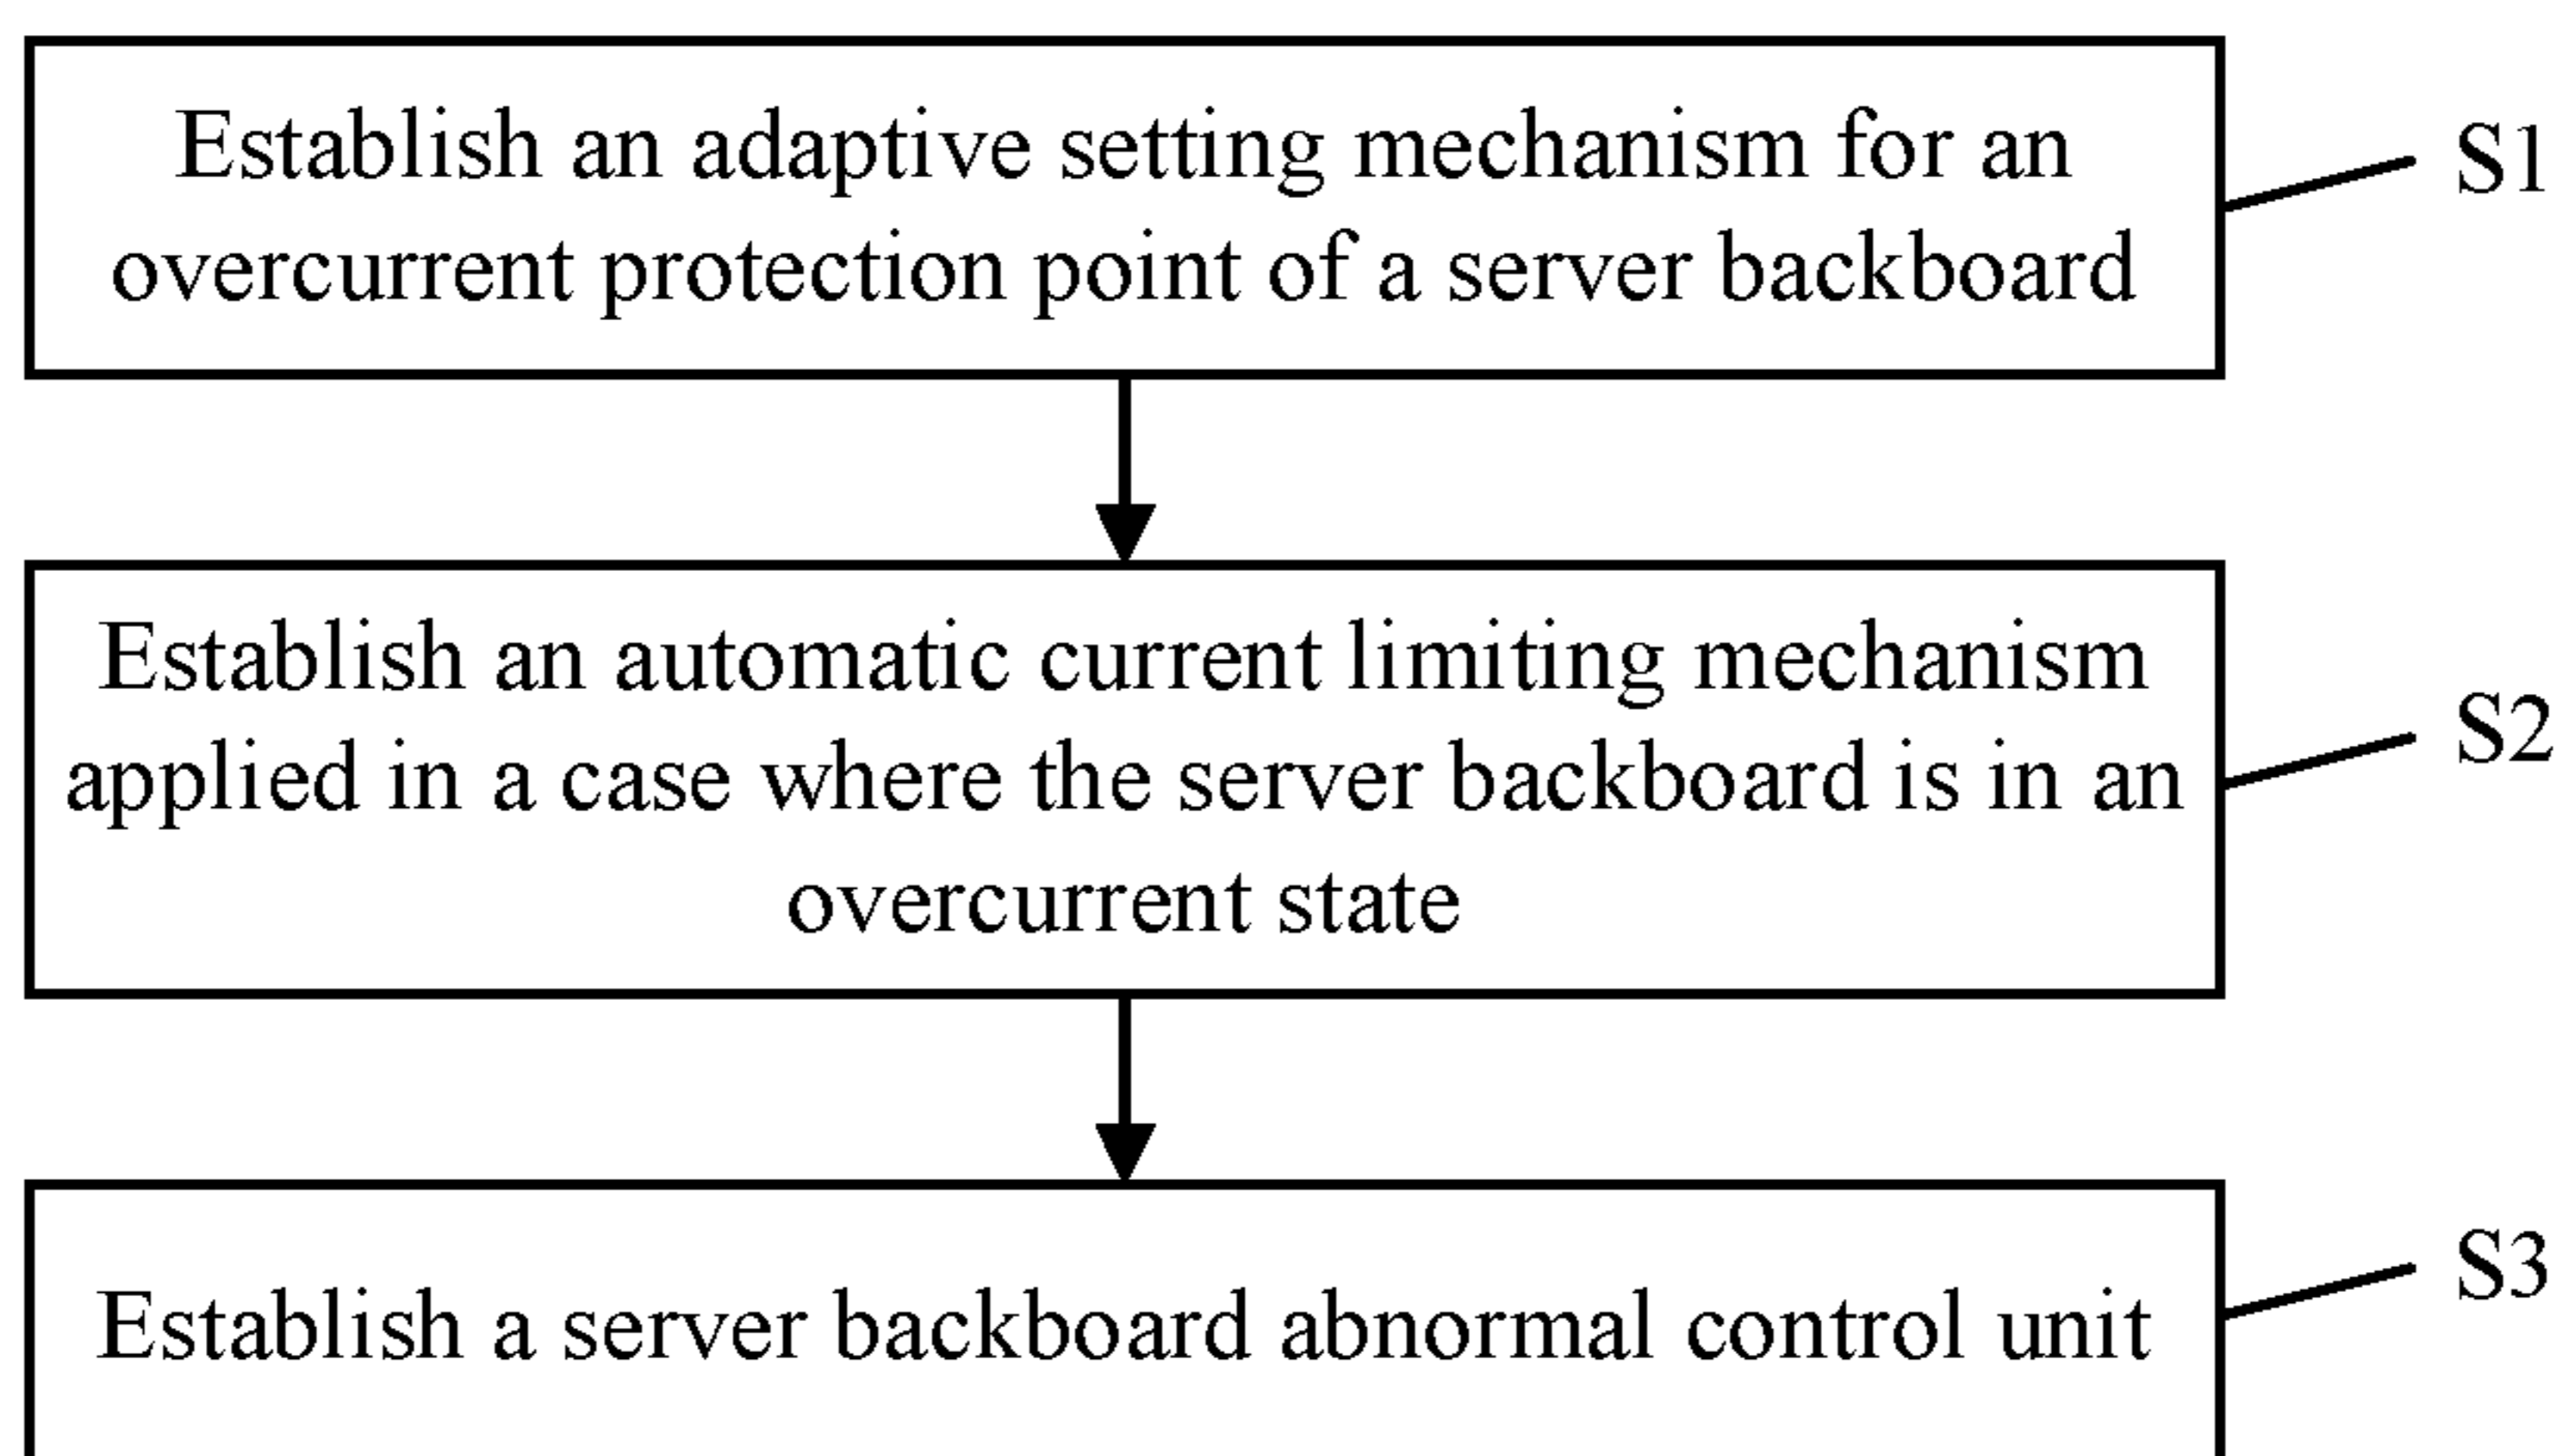 Establish an adaptive setting mechanism for an
overcurrent protection point of a server backboard
S1
Establish an automatic current limiting mechanism
applied in a case where the server backboard is in an
overcurrent state
S2
Establish a server backboard abnormal control unit
S3